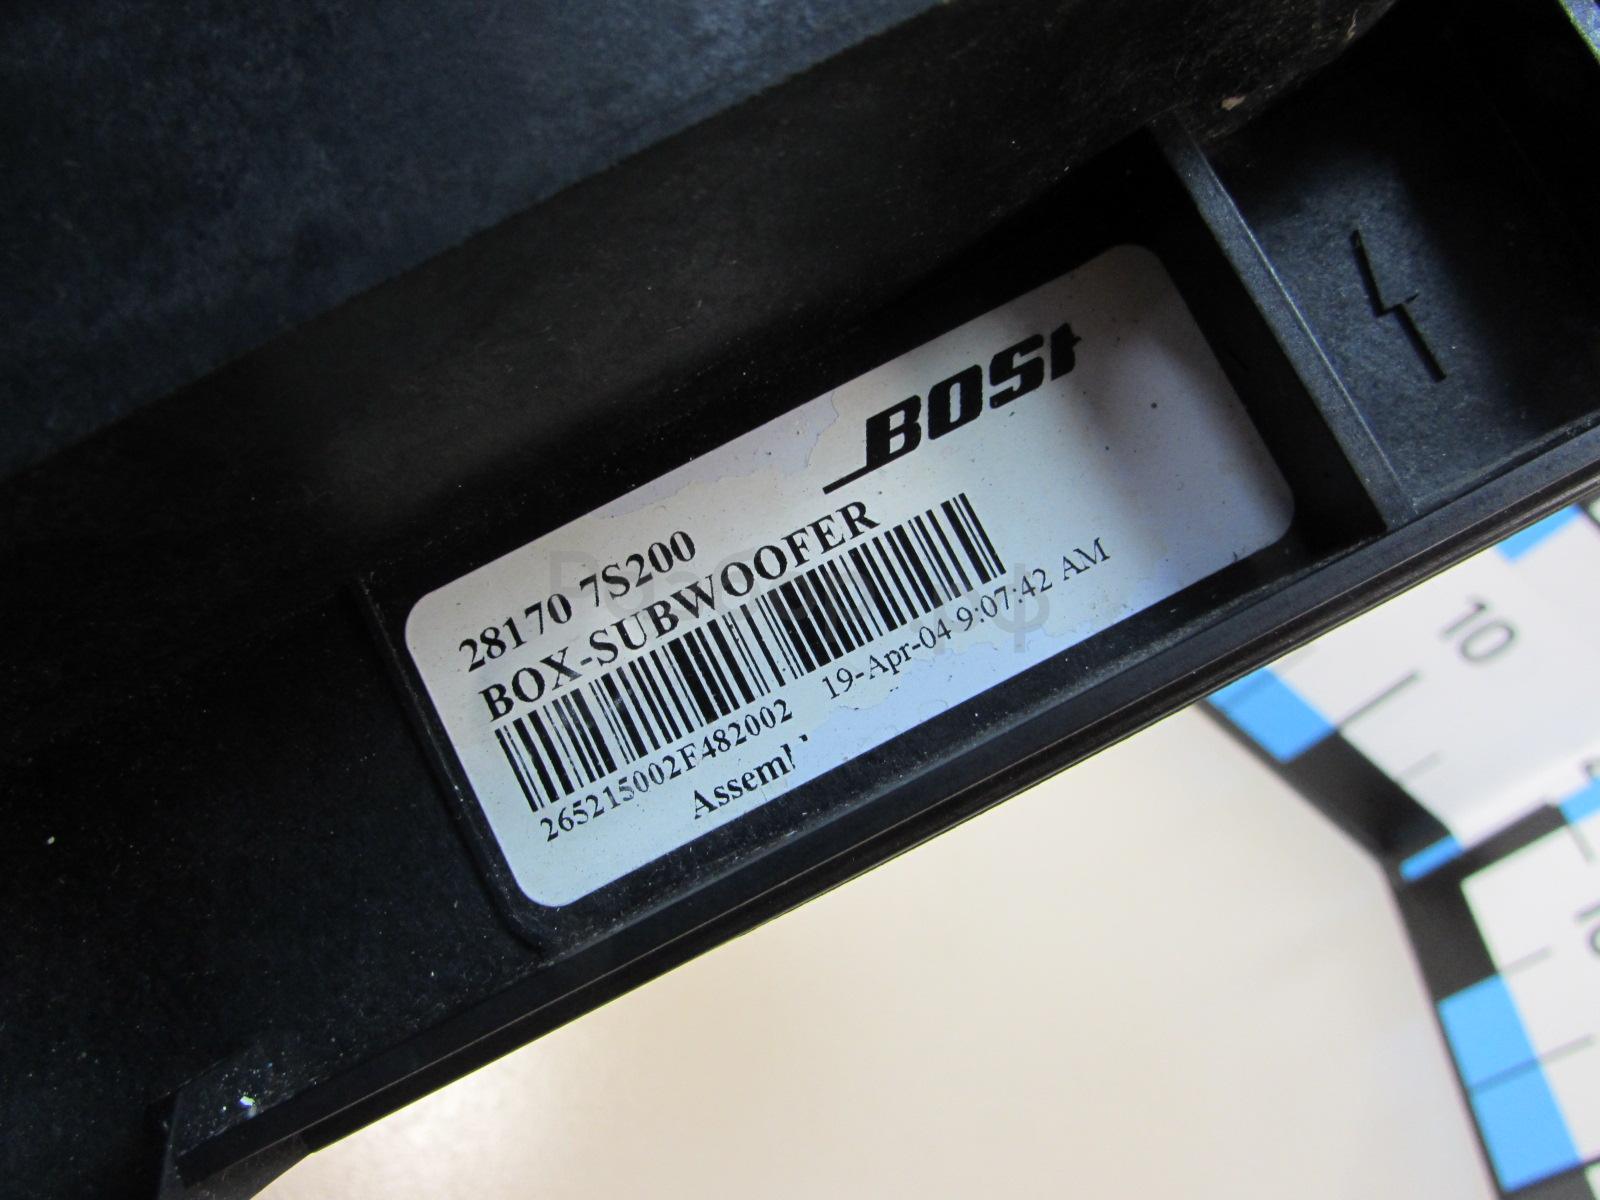 BOSE
28170 7S200
BOX-SUBWOOFER
265215002F482002 19-Apr-04 9:07:42 AM
10